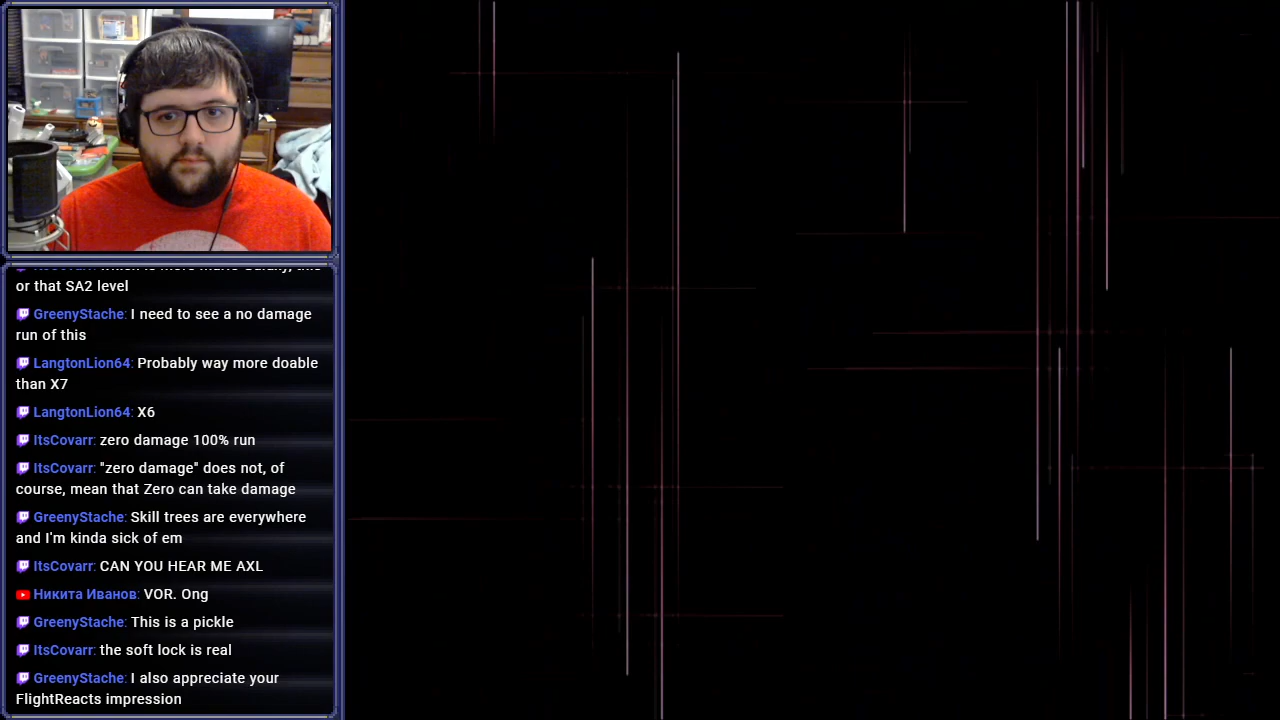 or that SA2 level
GreenyStache: I need to see a no damage
run of this
LangtonLion64: Probably way more doable
than X7
LangtonLion64: X6
ItsCovarr: zero damage 100% run
ItsCovarr: "zero damage" does not, of
course, mean that Zero can take damage
GreenyStache: Skill trees are everywhere
and I'm kinda sick of em
ItsCovarr: CAN YOU HEAR ME AXL
Никита Иванов: VOR. Ong
GreenyStache: This is a pickle
ItsCovarr: the soft lock is real
GreenyStache: I also appreciate your
FlightReacts impression